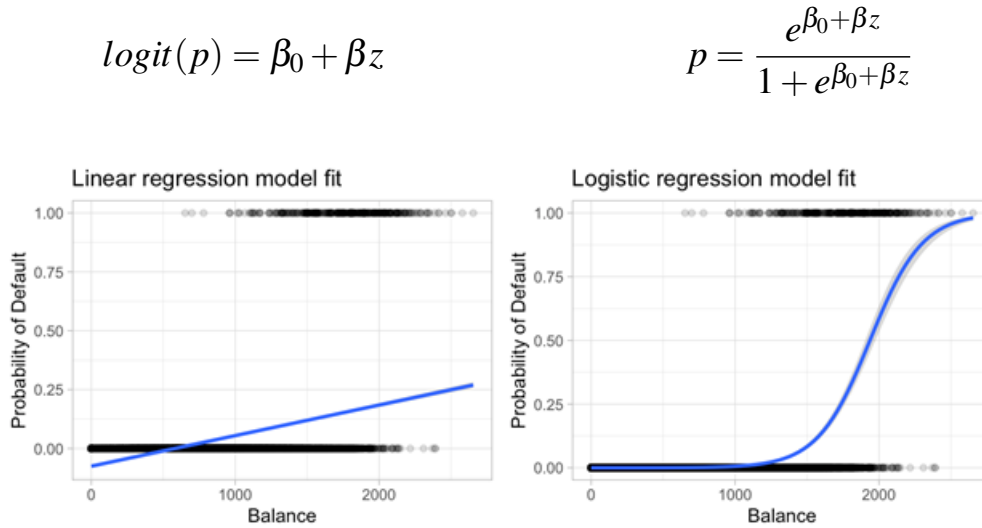 logit(p) = β₀ + βz
p = e^{β₀+βz} / (1 + e^{β₀+βz})
Linear regression model fit
1.00
0.75
0.50
0.25
0.00
Probability of Default
0 1000 2000
Balance
Logistic regression model fit
1.00
0.75
0.50
0.25
0.00
Probability of Default
0 1000 2000
Balance